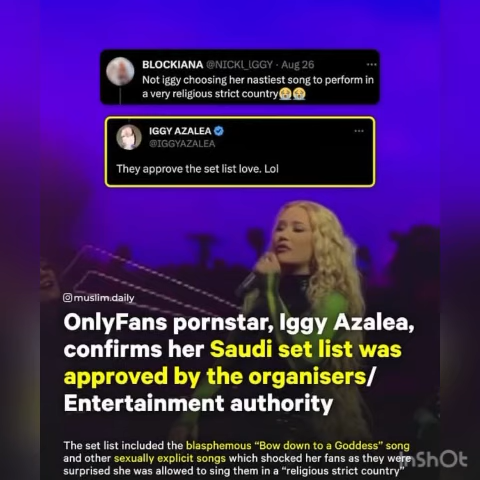 BLOCKIANA @NICKI_IGGY · Aug 26
Not iggy choosing her nastiest song to perform in
a very religious strict country😭😭
IGGY AZALEA
@IGGYAZALEA
They approve the set list love. Lol
muslim.daily
OnlyFans pornstar, Iggy Azalea,
confirms her Saudi set list was
approved by the organisers/
Entertainment authority
The set list included the blasphemous “Bow down to a Goddess” song
and other sexually explicit songs which shocked her fans as they were
surprised she was allowed to sing them in a “religious strict country”
InShOt